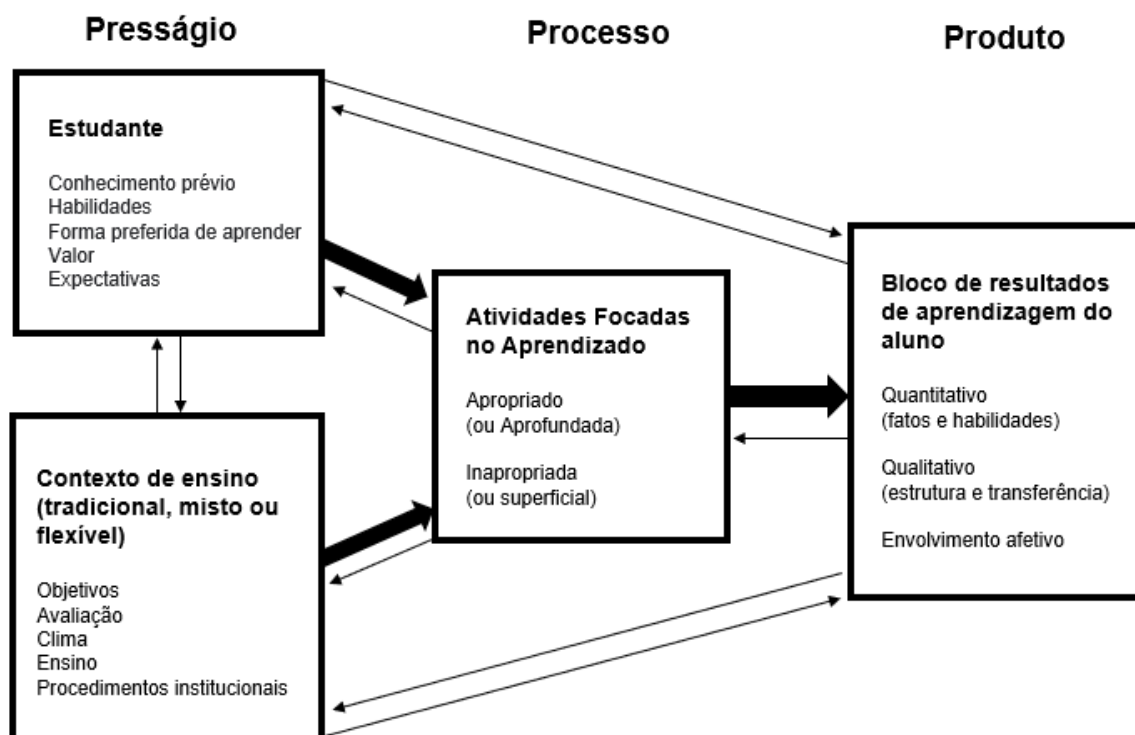 Presságio
Processo
Produto
Estudante
Conhecimento prévio
Habilidades
Forma preferida de aprender
Valor
Expectativas
Contexto de ensino
(tradicional, misto ou
flexível)
Objetivos
Avaliação
Clima
Ensino
Procedimentos institucionais
Atividades Focadas
no Aprendizado
Apropriado
(ou Aprofundada)
Inapropriada
(ou superficial)
Bloco de resultados
de aprendizagem do
aluno
Quantitativo
(fatos e habilidades)
Qualitativo
(estrutura e transferência)
Envolvimento afetivo